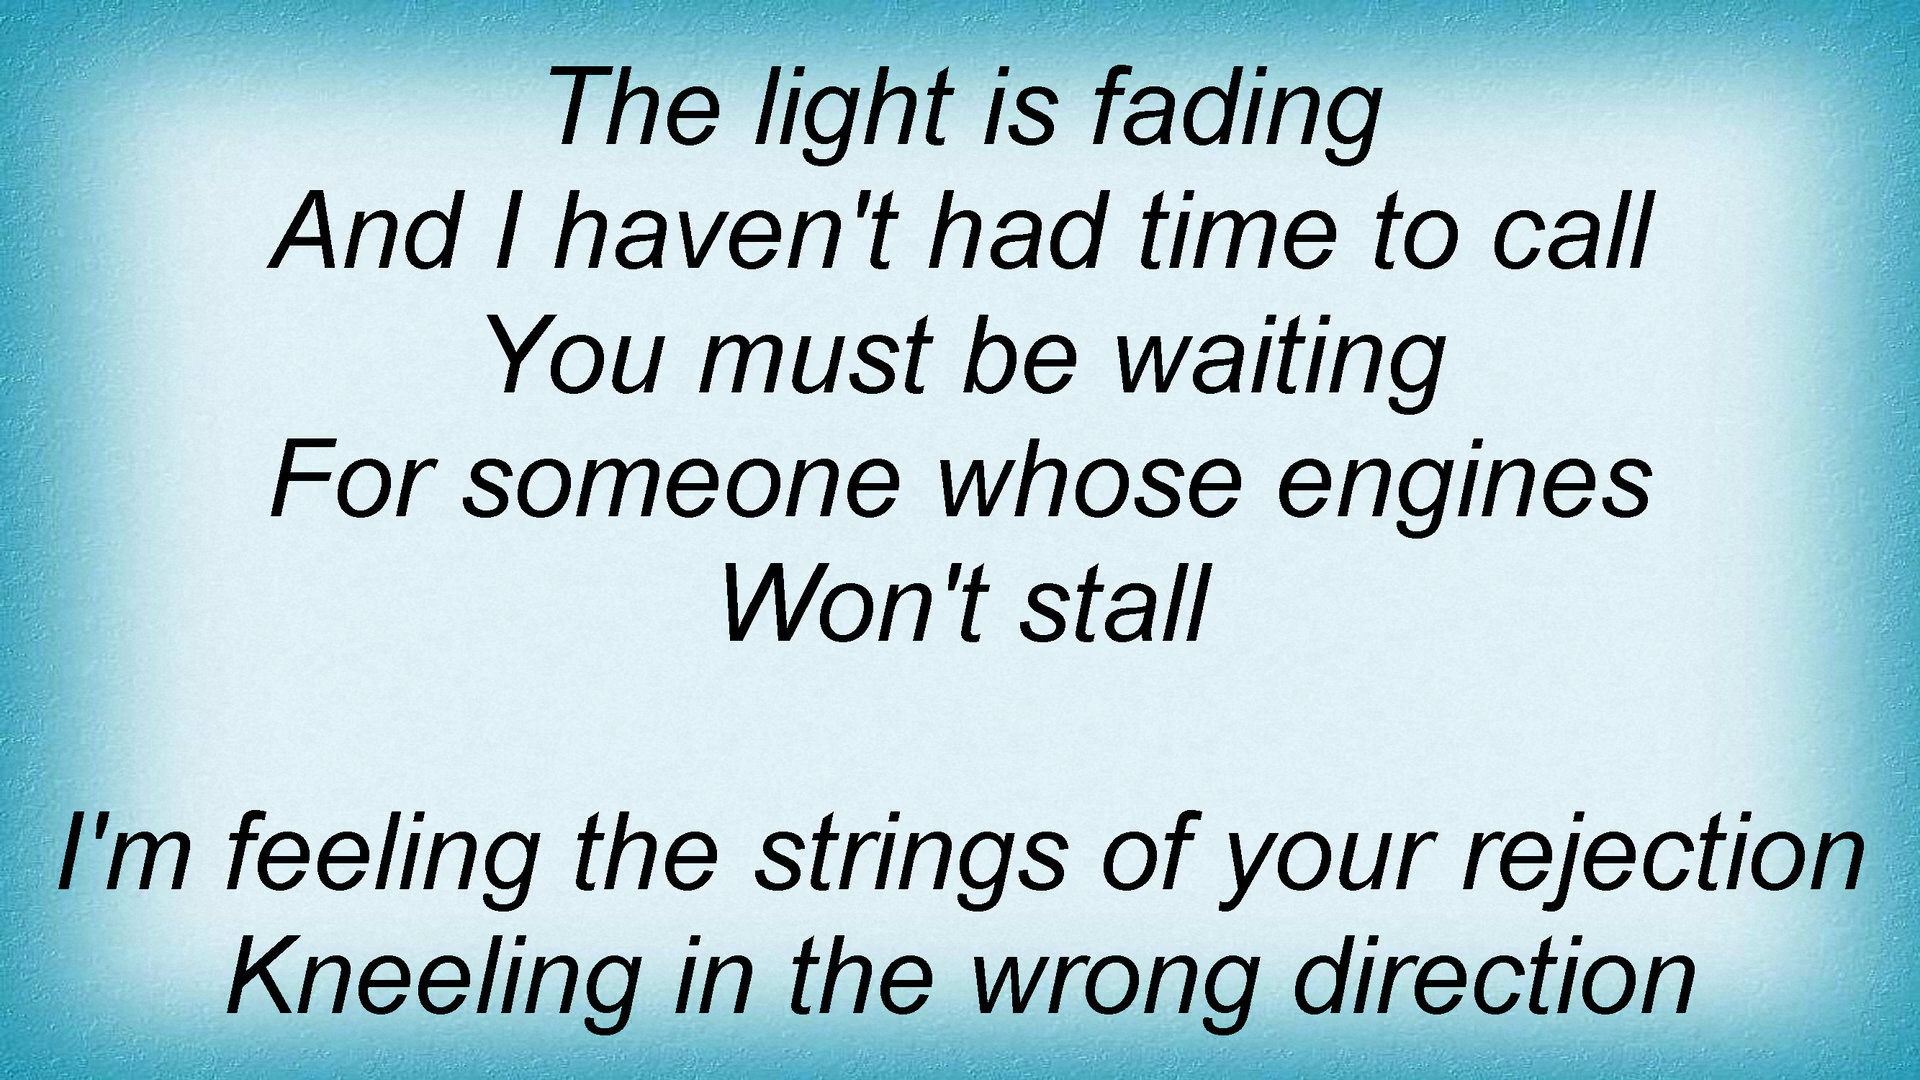 The light is fading
And I haven't had time to call
You must be waiting
For someone whose engines
Won't stall
I'm feeling the strings of your rejection
Kneeling in the wrong direction